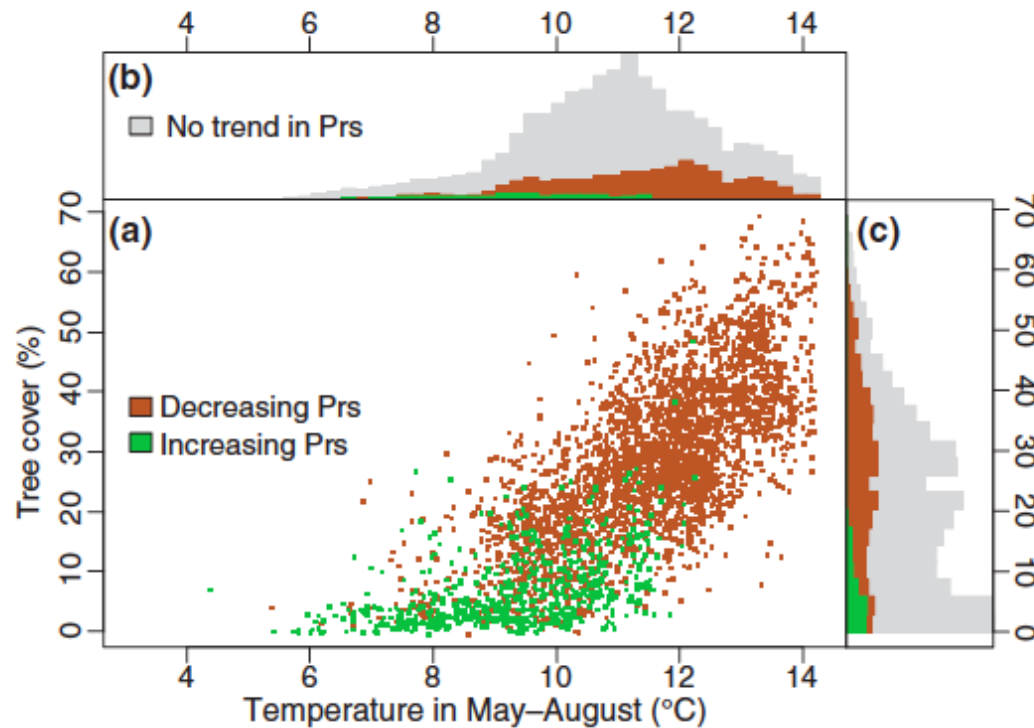 4 6 8 10 12 14
(b)
No trend in Prs
70 60 50 40 30 20 10 0
Tree cover (%)
(a)
Decreasing Prs
Increasing Prs
(c)
70 60 50 40 30 20 10 0
4 6 8 10 12 14
Temperature in May–August (°C)